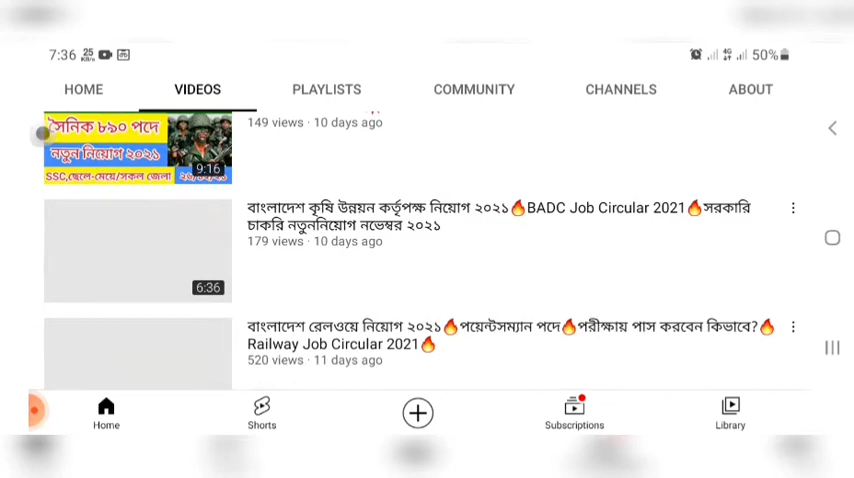 7:36 25 KB/s 4G 50%
HOME VIDEOS PLAYLISTS COMMUNITY CHANNELS ABOUT
সৈনিক ৮৯০ পদে
নতুন নিয়োগ ২০২১
9:16
SSC,ছেলে-মেয়ে/সকল জেলা
149 views · 10 days ago
বাংলাদেশ কৃষি উন্নয়ন কর্তৃপক্ষ নিয়োগ ২০২১🔥BADC Job Circular 2021🔥সরকারি
চাকরি নতুননিয়োগ নভেম্বর ২০২১
179 views · 10 days ago
6:36
বাংলাদেশ রেলওয়ে নিয়োগ ২০২১🔥পয়েন্টসম্যান পদে🔥পরীক্ষায় পাস করবেন কিভাবে?🔥
Railway Job Circular 2021🔥
520 views · 11 days ago
Home Shorts Subscriptions Library